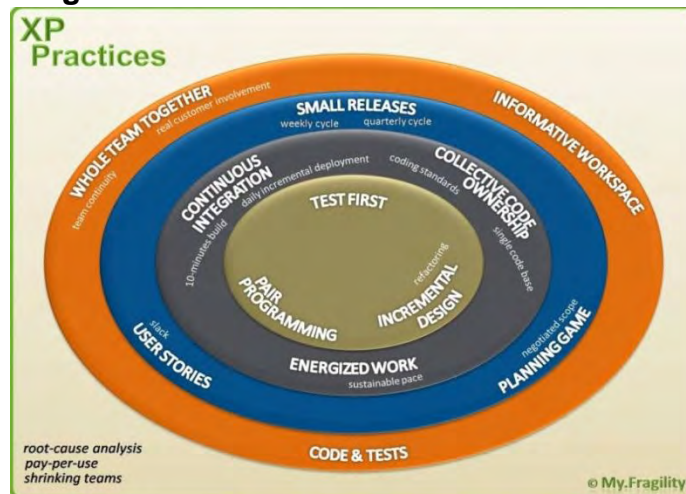 XP
Practices
WHOLE TEAM TOGETHER
real customer involvement
team continuity
INFORMATIVE WORKSPACE
SMALL RELEASES
weekly cycle
quarterly cycle
CONTINUOUS
INTEGRATION
daily incremental deployment
10-minutes build
COLLECTIVE CODE
OWNERSHIP
coding standards
single code base
TEST FIRST
PAIR
PROGRAMMING
refactoring
INCREMENTAL
DESIGN
ENERGIZED WORK
sustainable pace
slack
USER STORIES
negotiated scope
PLANNING GAME
CODE & TESTS
root-cause analysis
pay-per-use
shrinking teams
© My.Fragility